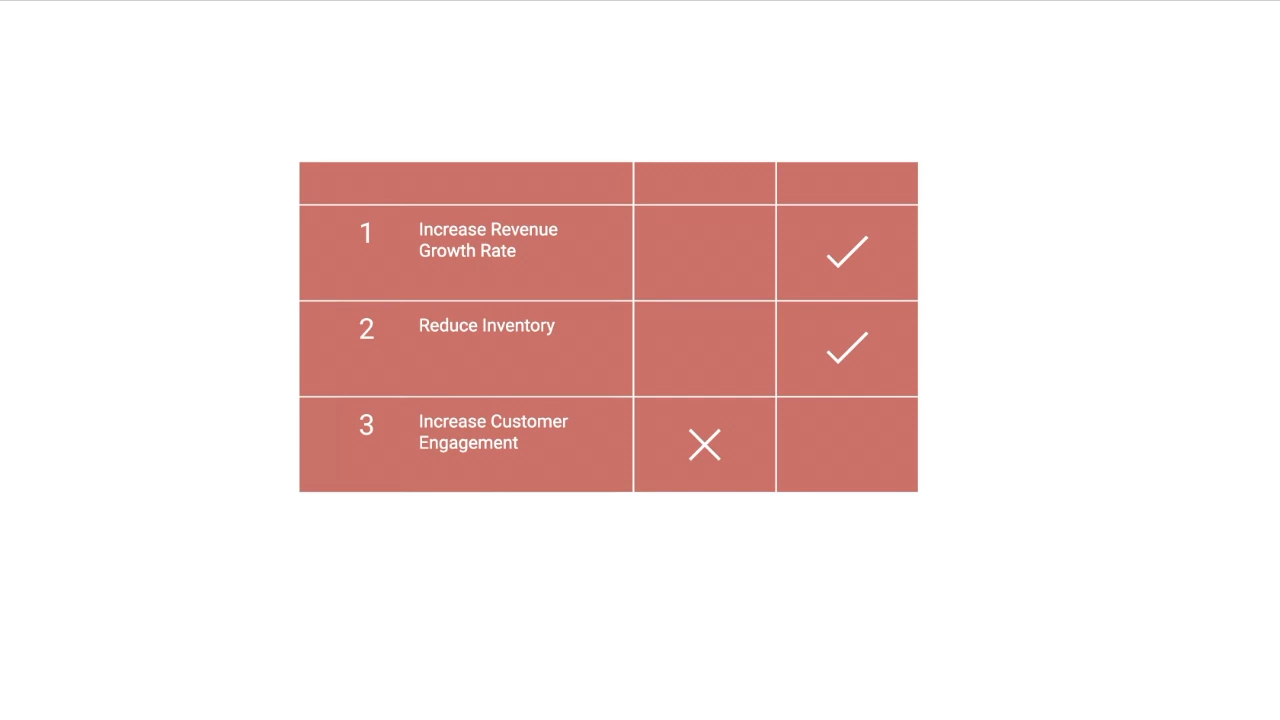 1
Increase Revenue
Growth Rate
2
Reduce Inventory
3
Increase Customer
Engagement